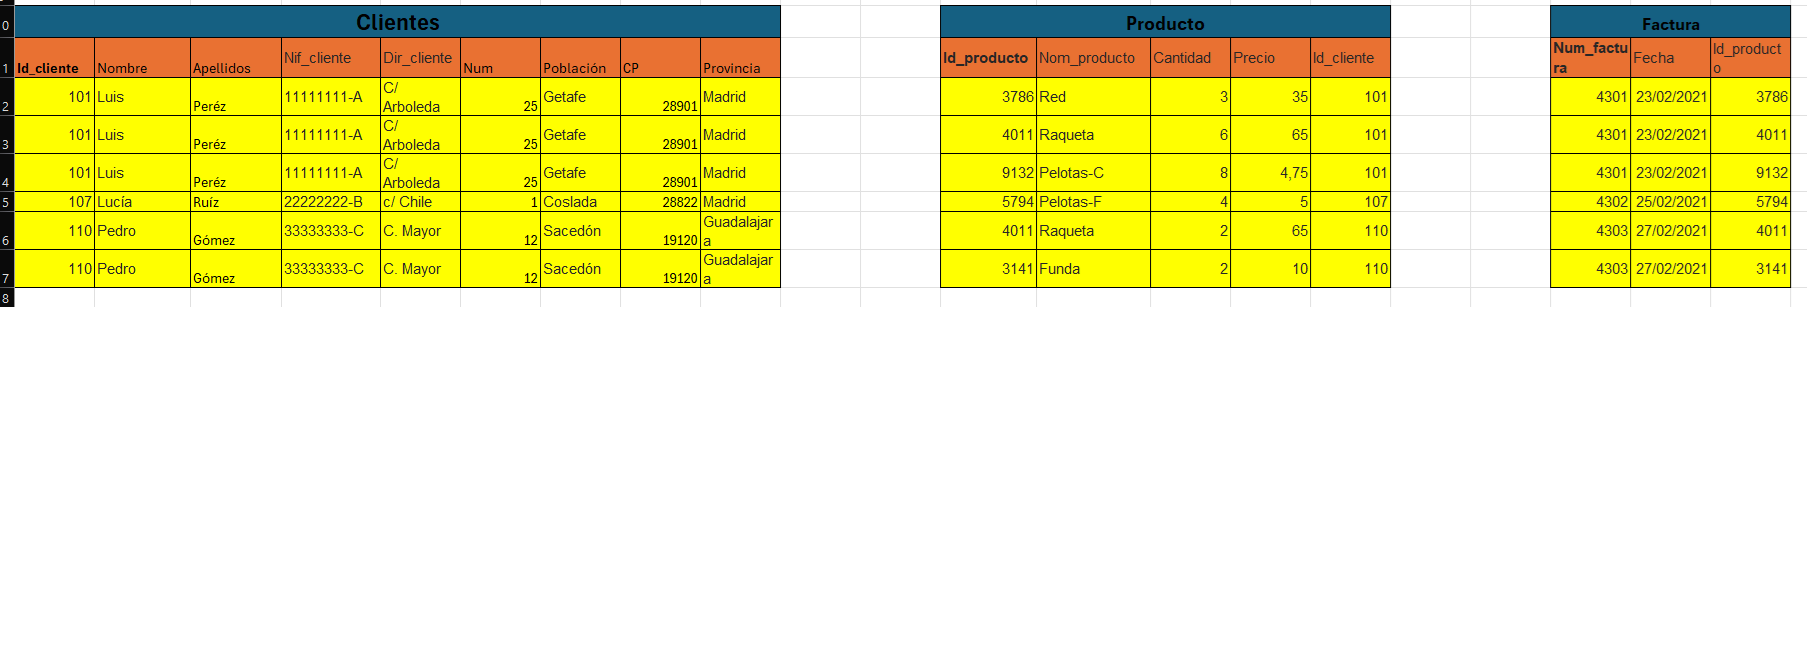 0 Clientes Producto Factura
1 Id_cliente Nombre Apellidos Nif_cliente Dir_cliente Num Población CP Provincia Id_producto Nom_producto Cantidad Precio Id_cliente Num_factura Fecha Id_producto
2 101 Luis Peréz 11111111-A C/ Arboleda 25 Getafe 28901 Madrid 3786 Red 3 35 101 4301 23/02/2021 3786
3 101 Luis Peréz 11111111-A C/ Arboleda 25 Getafe 28901 Madrid 4011 Raqueta 6 65 101 4301 23/02/2021 4011
4 101 Luis Peréz 11111111-A C/ Arboleda 25 Getafe 28901 Madrid 9132 Pelotas-C 8 4,75 101 4301 23/02/2021 9132
5 107 Lucía Ruíz 22222222-B c/ Chile 1 Coslada 28822 Madrid 5794 Pelotas-F 4 5 107 4302 25/02/2021 5794
6 110 Pedro Gómez 33333333-C C. Mayor 12 Sacedón 19120 Guadalajara 4011 Raqueta 2 65 110 4303 27/02/2021 4011
7 110 Pedro Gómez 33333333-C C. Mayor 12 Sacedón 19120 Guadalajara 3141 Funda 2 10 110 4303 27/02/2021 3141
8